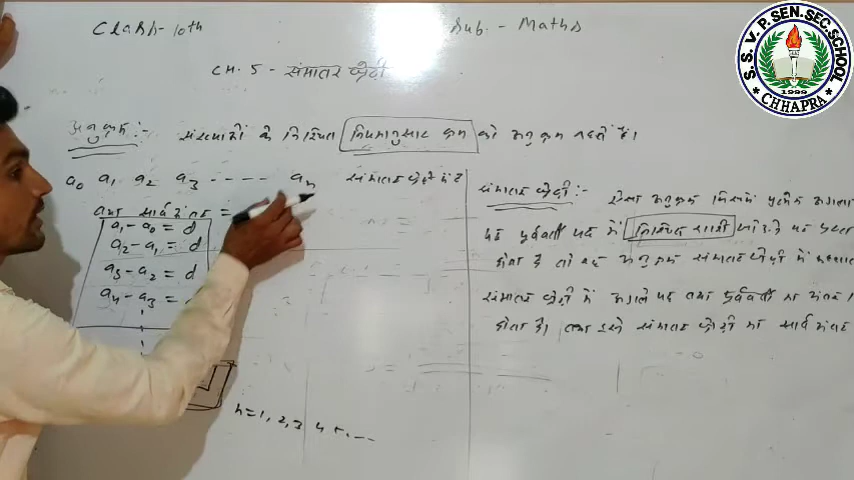 Class-10th
Sub. - Maths
S. S. V. P. SEN. SEC. SCHOOL
1999
CHHAPRA
CH. 5 - समांतर श्रेढ़ी
अनुक्रम :- संख्याओं के निश्चित नियमानुसार क्रम को अनुक्रम कहते हैं।
a₀ a₁ a₂ a₃ ----- aₙ समांतर श्रेढ़ी में है
तथा सार्व अंतर =
a₁ - a₀ = d
a₂ - a₁ = d
a₃ - a₂ = d
a₄ - a₃ = d
n = 1, 2, 3 4 5, ---
समांतर श्रेढ़ी :- ऐसा अनुक्रम जिसमें प्रत्येक अगला
पद पूर्ववर्ती पद में निश्चित राशी जोड़ने पर प्राप्त
होता है तो वह अनुक्रम समांतर श्रेढ़ी में
समांतर श्रेढ़ी में अगले पद तथा पूर्ववर्ती का अंतर
होता है। तथा इसे समांतर श्रेढ़ी का सार्व अंतर